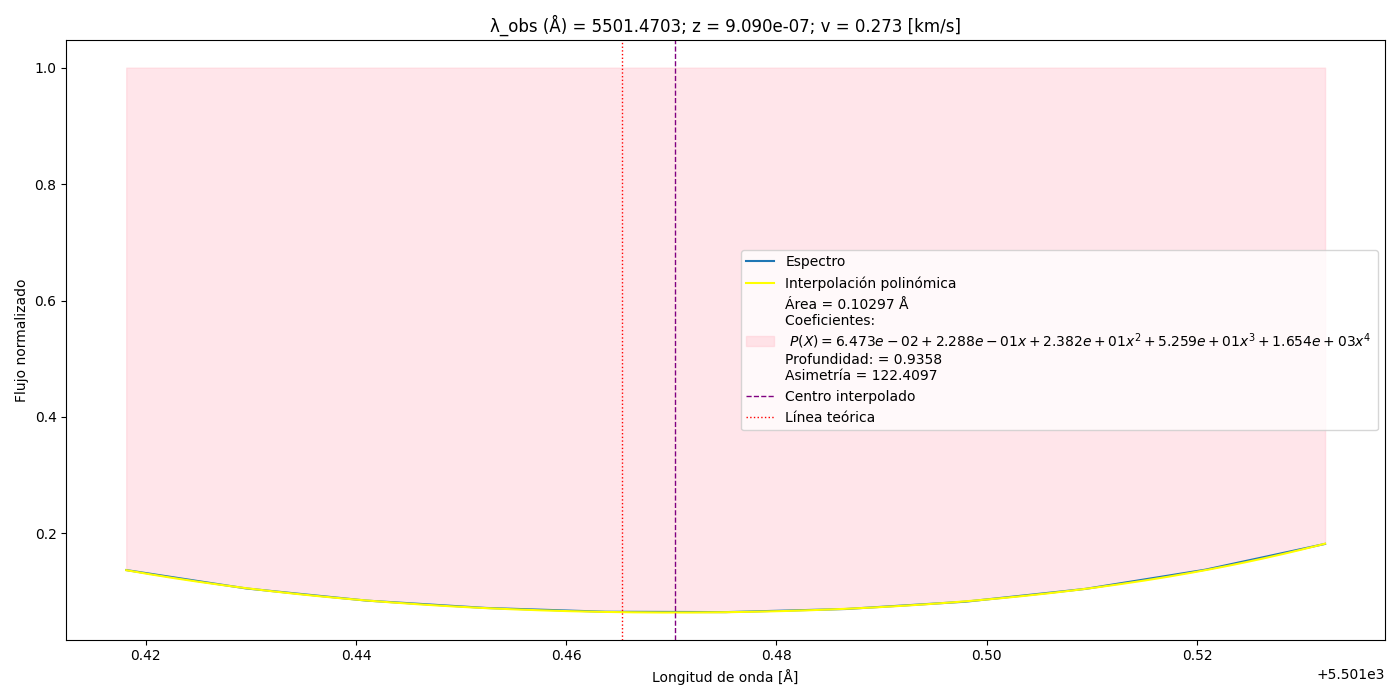 λ_obs (Å) = 5501.4703; z = 9.090e-07; v = 0.273 [km/s]
Flujo normalizado
1.0
0.8
0.6
0.4
0.2
Espectro
Interpolación polinómica
Área = 0.10297 Å
Coeficientes:
P(X) = 6.473e − 02 + 2.288e − 01x + 2.382e + 01x² + 5.259e + 01x³ + 1.654e + 03x⁴
Profundidad: = 0.9358
Asimetría = 122.4097
Centro interpolado
Línea teórica
0.42 0.44 0.46 0.48 0.50 0.52
+5.501e3
Longitud de onda [Å]